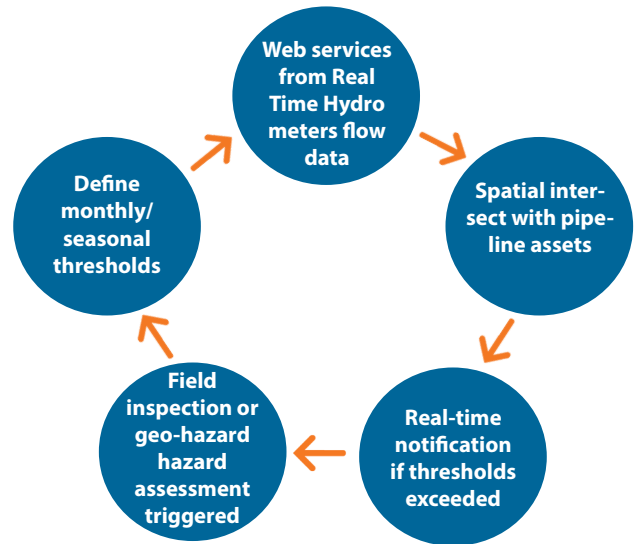 Web services
from Real
Time Hydro
meters flow
data
Spatial inter-
sect with pipe-
line assets
Real-time
notification
if thresholds
exceeded
Field
inspection or
geo-hazard
hazard
assessment
triggered
Define
monthly/
seasonal
thresholds